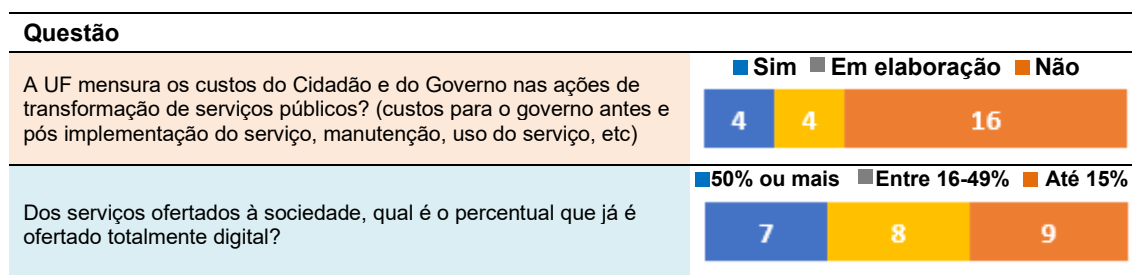 Questão
A UF mensura os custos do Cidadão e do Governo nas ações de
transformação de serviços públicos? (custos para o governo antes e
pós implementação do serviço, manutenção, uso do serviço, etc)
Sim Em elaboração Não
4 4 16
Dos serviços ofertados à sociedade, qual é o percentual que já é
ofertado totalmente digital?
50% ou mais Entre 16-49% Até 15%
7 8 9